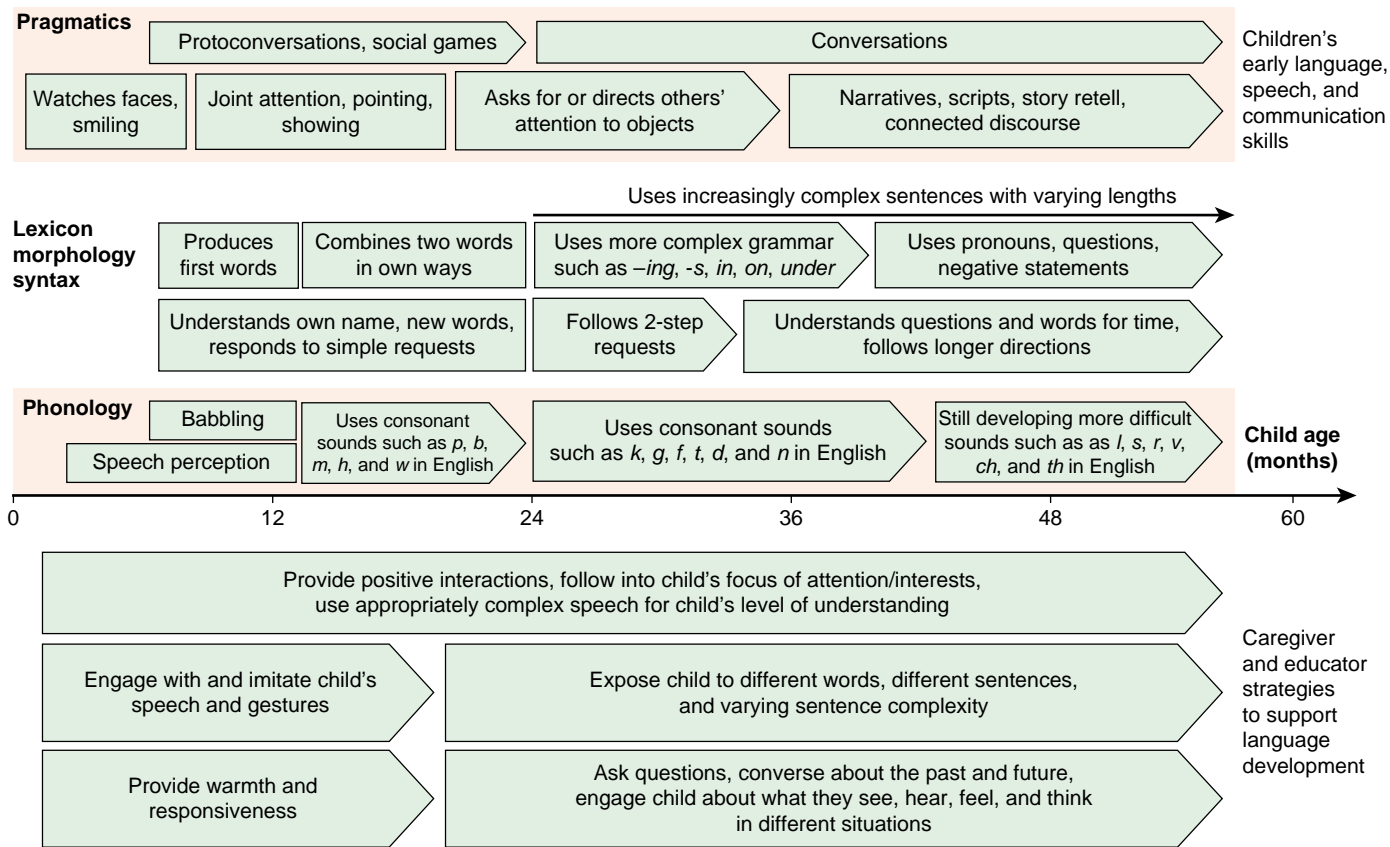 Pragmatics
Protoconversations, social games
Conversations
Watches faces,
smiling
Joint attention, pointing,
showing
Asks for or directs others’
attention to objects
Narratives, scripts, story retell,
connected discourse
Children’s
early language,
speech, and
communication
skills
Uses increasingly complex sentences with varying lengths
Lexicon
morphology
syntax
Produces
first words
Combines two words
in own ways
Uses more complex grammar
such as –ing, -s, in, on, under
Uses pronouns, questions,
negative statements
Understands own name, new words,
responds to simple requests
Follows 2-step
requests
Understands questions and words for time,
follows longer directions
Phonology
Babbling
Speech perception
Uses consonant
sounds such as p, b,
m, h, and w in English
Uses consonant sounds
such as k, g, f, t, d, and n in English
Still developing more difficult
sounds such as as l, s, r, v,
ch, and th in English
Child age
(months)
0 12 24 36 48 60
Provide positive interactions, follow into child’s focus of attention/interests,
use appropriately complex speech for child’s level of understanding
Engage with and imitate child’s
speech and gestures
Expose child to different words, different sentences,
and varying sentence complexity
Provide warmth and
responsiveness
Ask questions, converse about the past and future,
engage child about what they see, hear, feel, and think
in different situations
Caregiver
and educator
strategies
to support
language
development